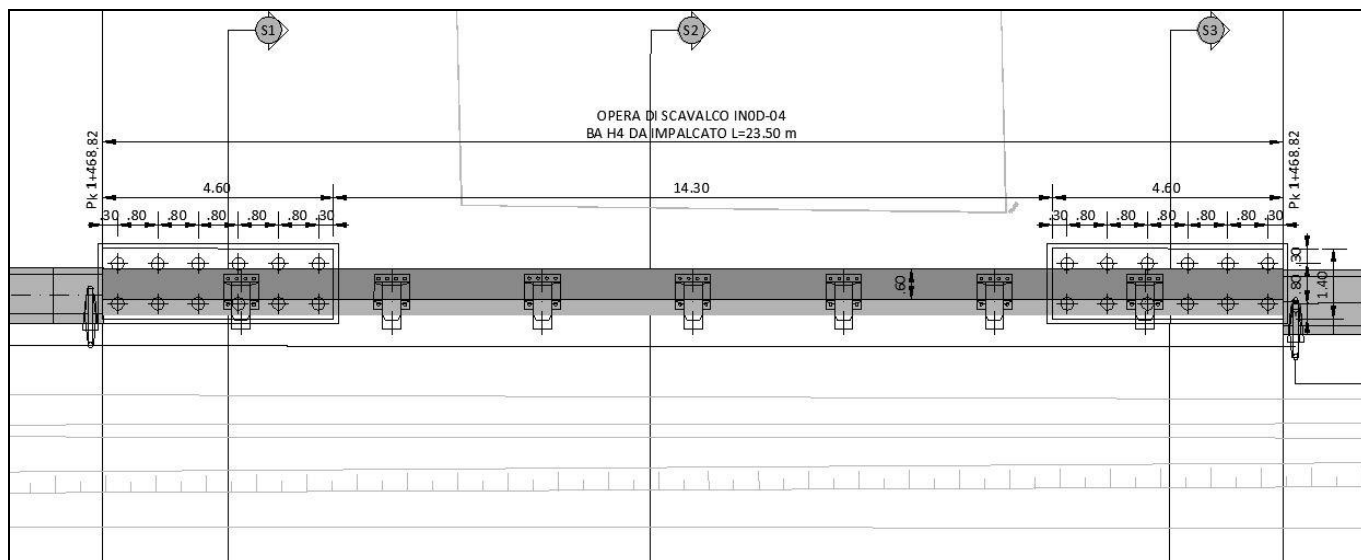 S1
S2
S3
OPERA DI SCAVALCO IN0D-04
BA H4 DA IMPALCATO L=23.50 m
Pk 1+468.82
Pk 1+468.82
4.60
14.30
4.60
.30 .80 .80 .80 .80 .80 .30
.30 .80 .80 .80 .80 .80 .30
.60
.30
.80
1.40